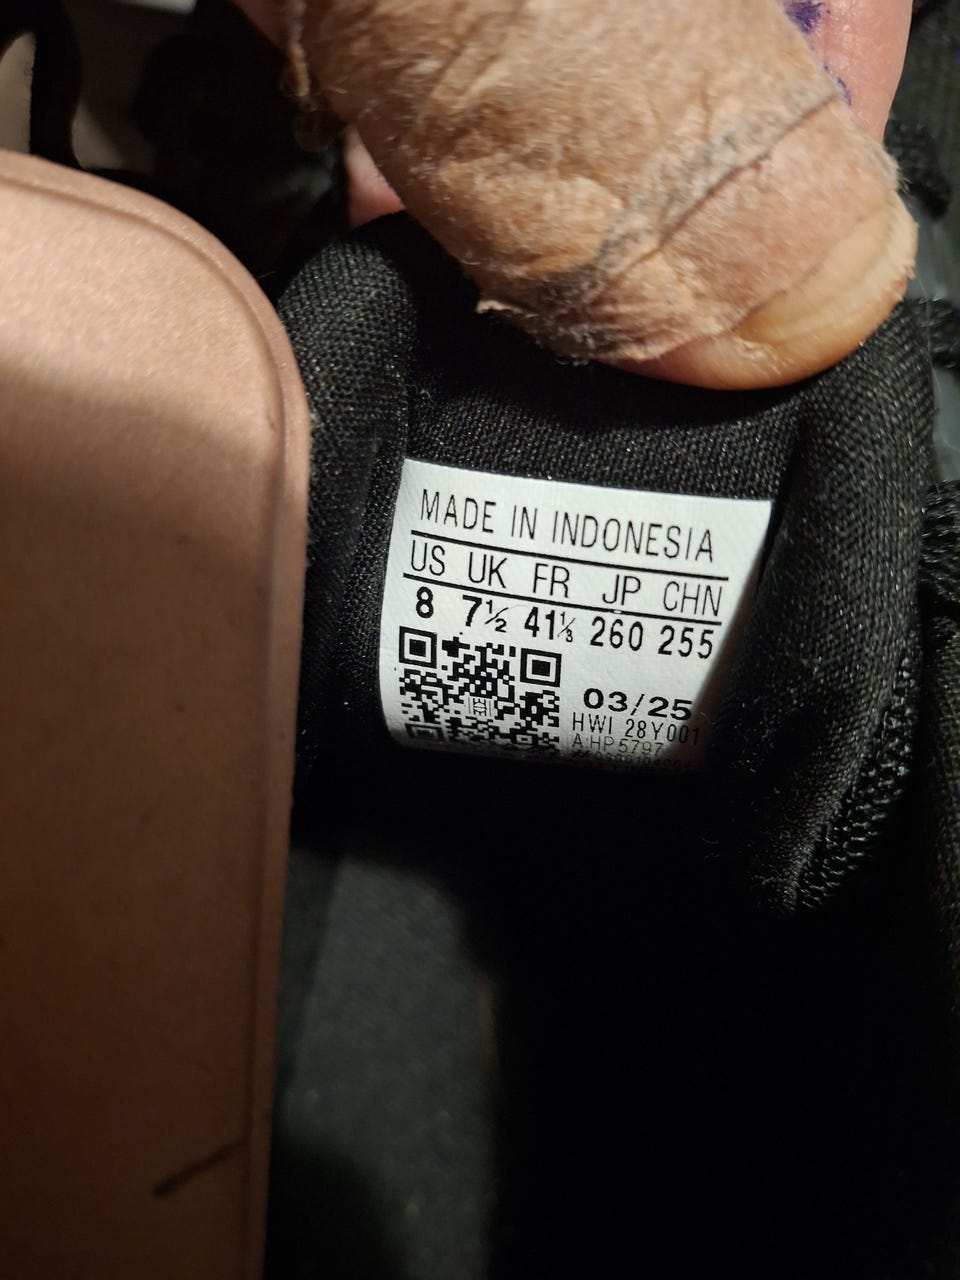 MADE IN INDONESIA
US UK FR JP CHN
8 7½ 41⅓ 260 255
03/25
HWI 28Y001
A:HP5797